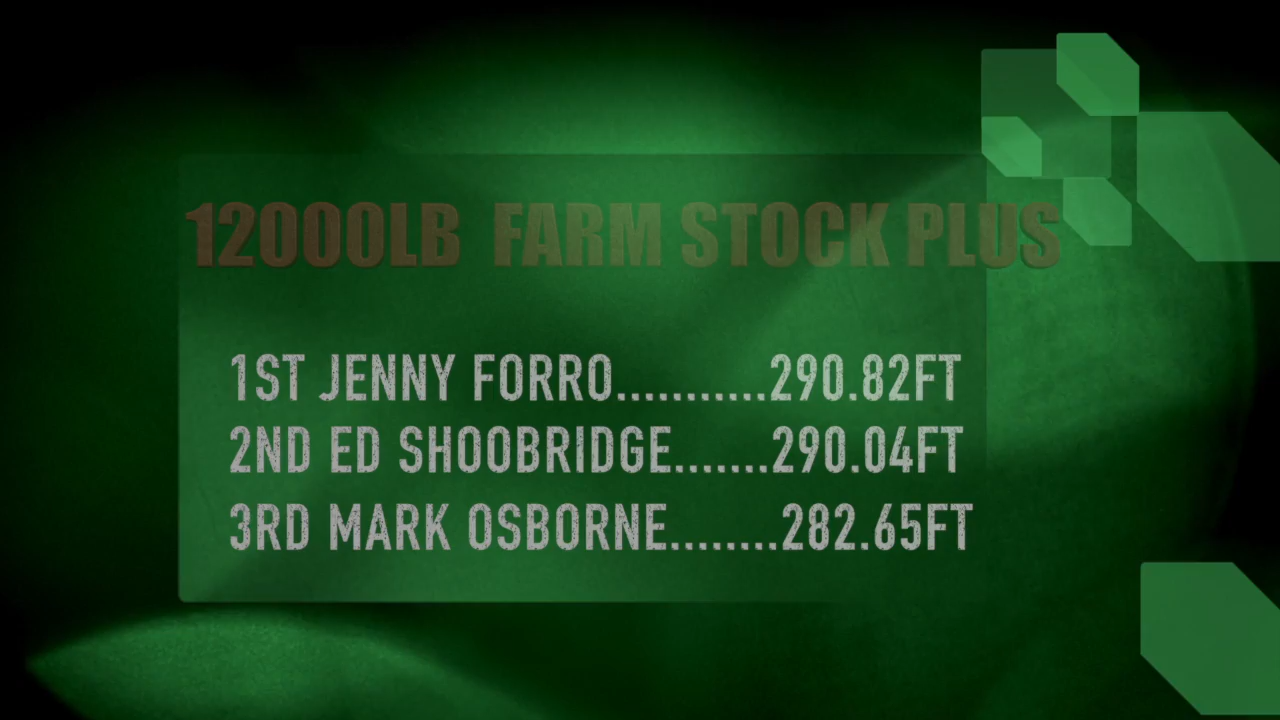 12000LB FARM STOCK PLUS
1ST JENNY FORRO...........290.82FT
2ND ED SHOOBRIDGE.......290.04FT
3RD MARK OSBORNE........282.65FT